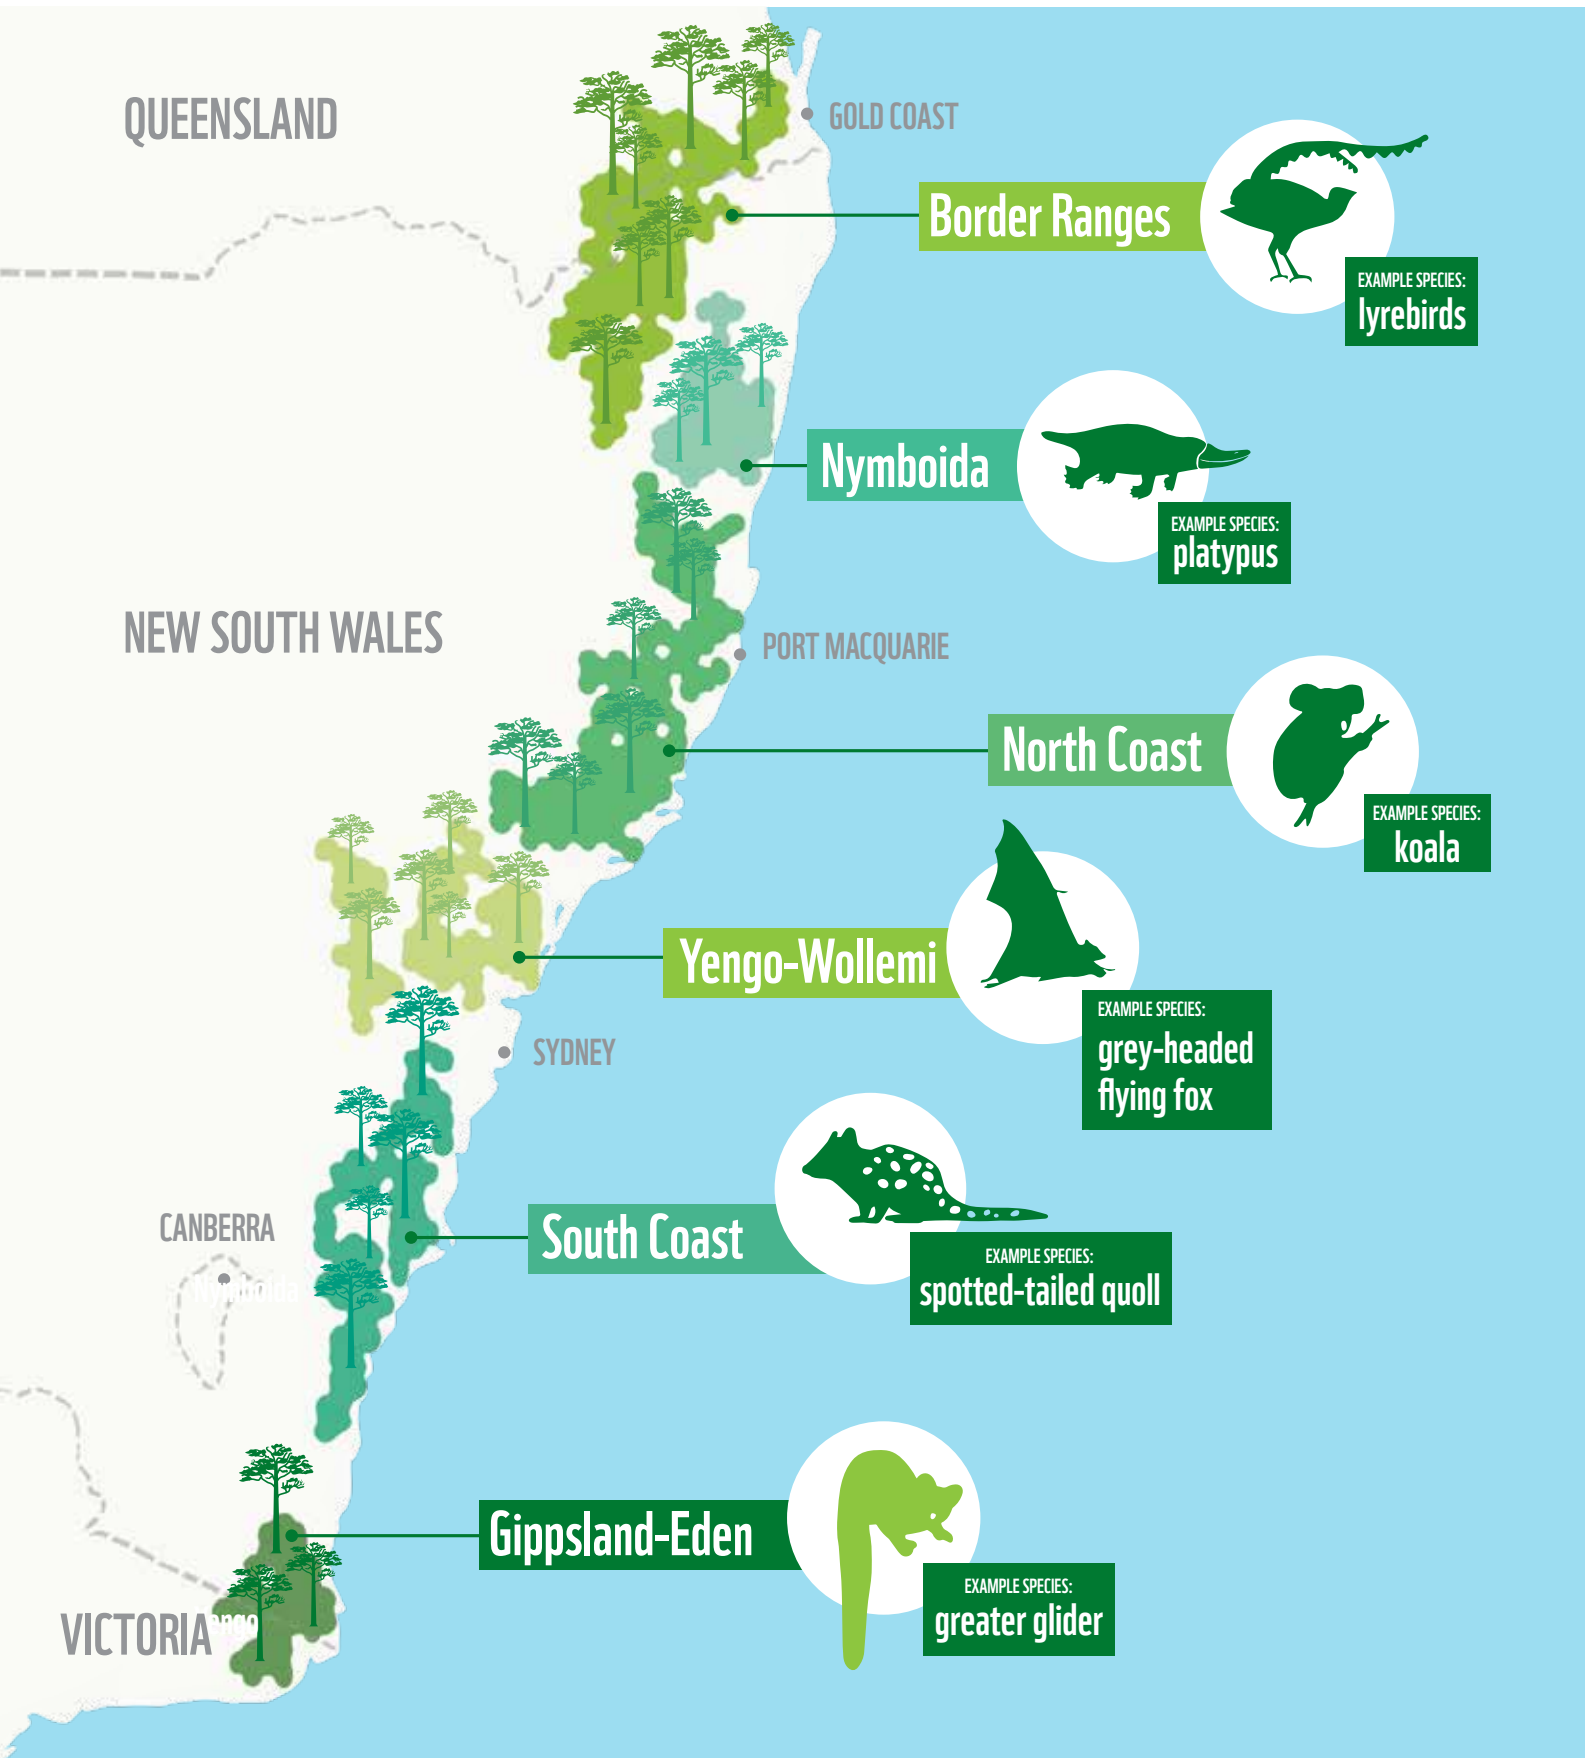 QUEENSLAND
GOLD COAST
Border Ranges
EXAMPLE SPECIES:
lyrebirds
Nymboida
EXAMPLE SPECIES:
platypus
NEW SOUTH WALES
PORT MACQUARIE
North Coast
EXAMPLE SPECIES:
koala
Yengo-Wollemi
EXAMPLE SPECIES:
grey-headed
flying fox
SYDNEY
CANBERRA
Nymboida
South Coast
EXAMPLE SPECIES:
spotted-tailed quoll
Gippsland-Eden
EXAMPLE SPECIES:
greater glider
VICTORIA